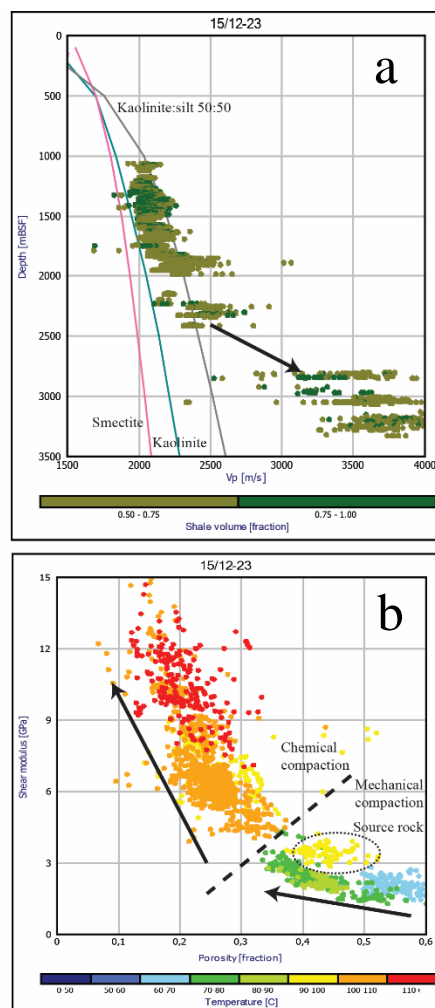 15/12-23
a
0
500
1000
1500
2000
2500
3000
3500
Depth [mBSF]
Kaolinite:silt 50:50
Smectite
Kaolinite
1500 2000 2500 3000 3500 4000
Vp [m/s]
0.50 - 0.75 0.75 - 1.00
Shale volume [fraction]
15/12-23
b
15
12
9
6
3
0
Shear modulus [GPa]
Chemical
compaction
Mechanical
compaction
Source rock
0 0,1 0,2 0,3 0,4 0,5 0,6
Porosity [fraction]
0-50 50-60 60-70 70-80 80-90 90-100 100-110 110+
Temperature [C]